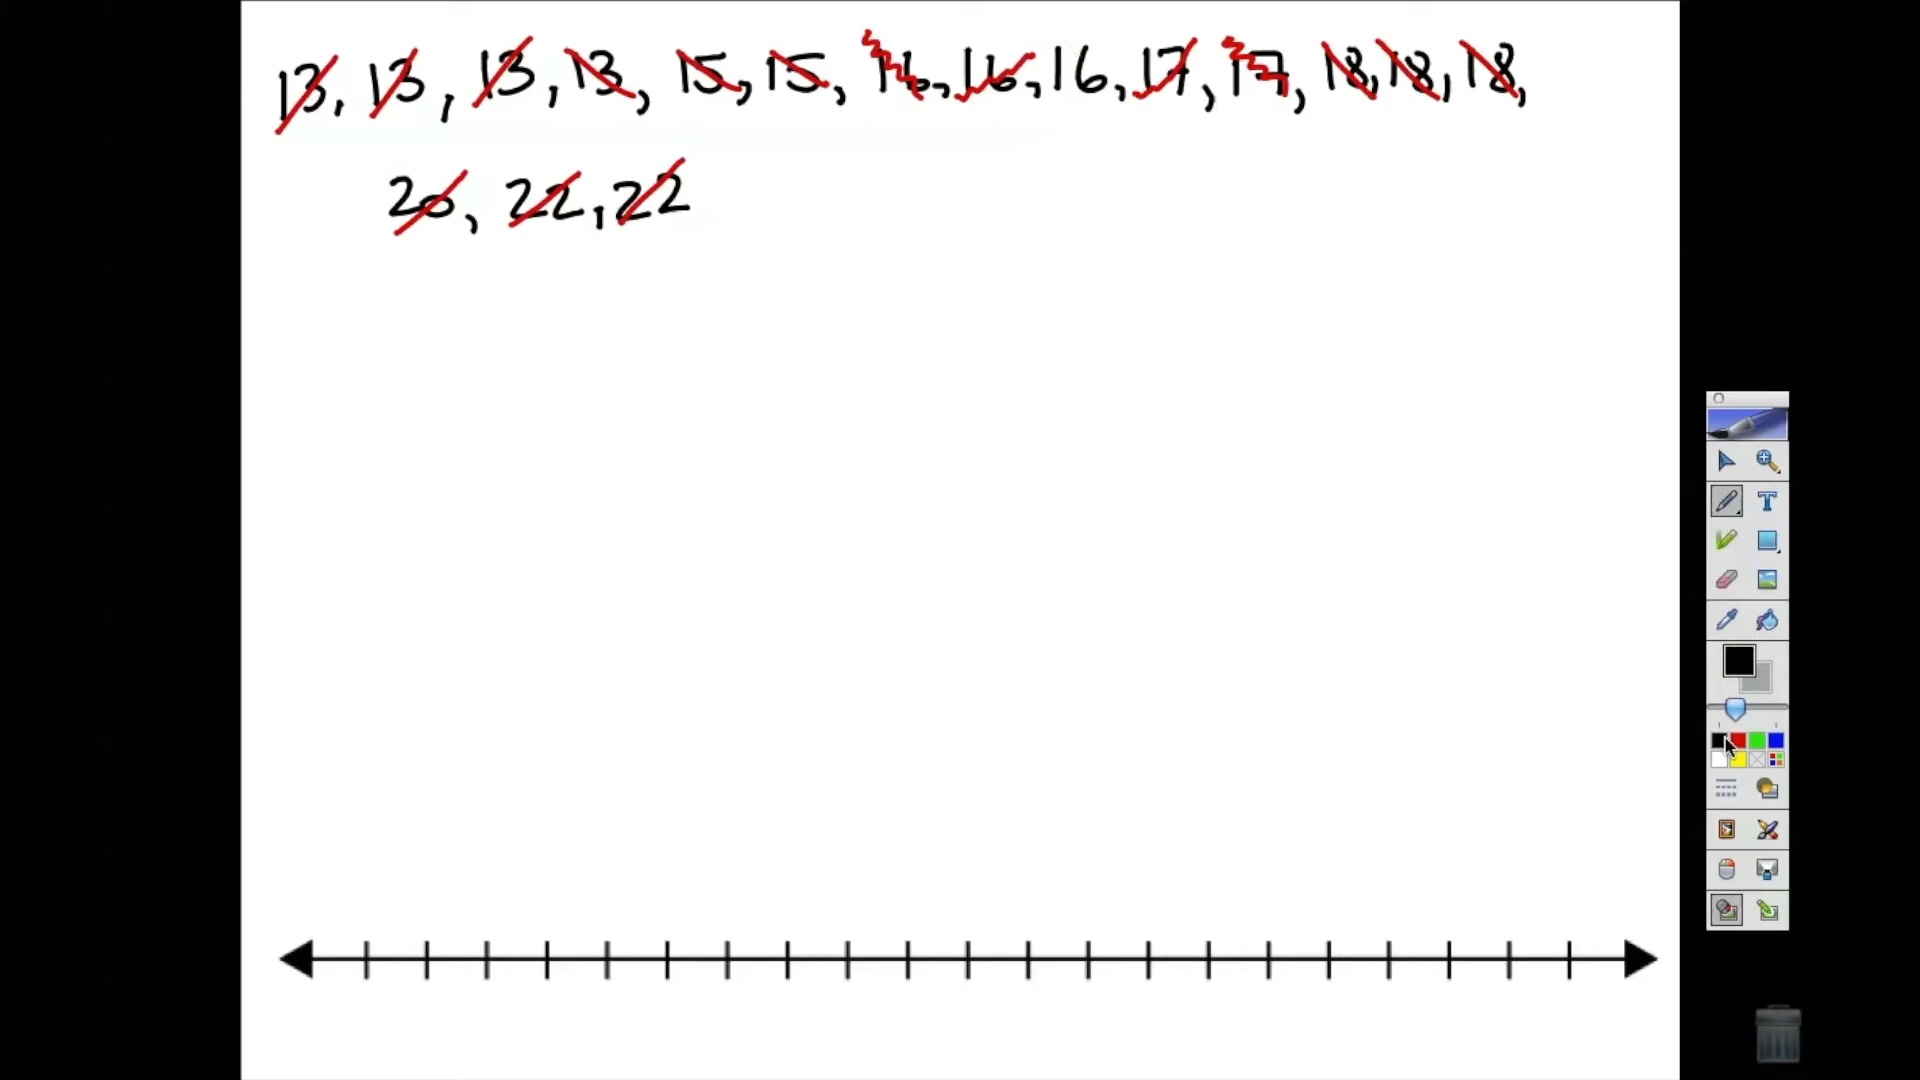 13, 13, 13, 13, 15, 15, 16, 16, 16, 17, 17, 18, 18, 18,
20, 22, 22